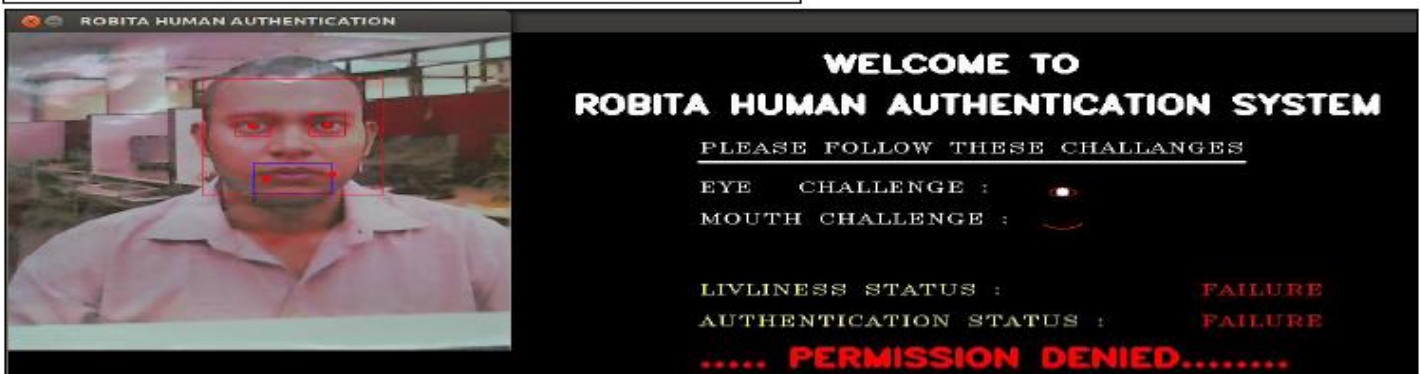 ROBITA HUMAN AUTHENTICATION
WELCOME TO
ROBITA HUMAN AUTHENTICATION SYSTEM
PLEASE FOLLOW THESE CHALLANGES
EYE CHALLENGE :
MOUTH CHALLENGE :
LIVLINESS STATUS : FAILURE
AUTHENTICATION STATUS : FAILURE
..... PERMISSION DENIED........